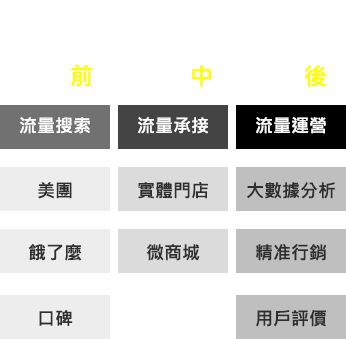 前 中 後
流量搜索 流量承接 流量運營
美團 實體門店 大數據分析
餓了麼 微商城 精准行銷
口碑 用戶評價